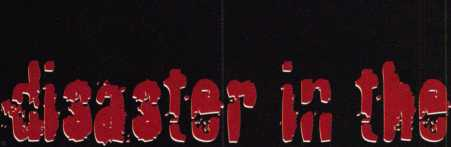 disaster in the